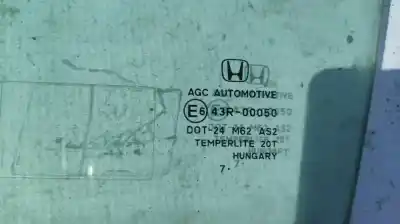 AGC AUTOMOTIVE
E6 43R-00050
DOT-24 M62 AS2
TEMPERLITE 20T
HUNGARY
7·